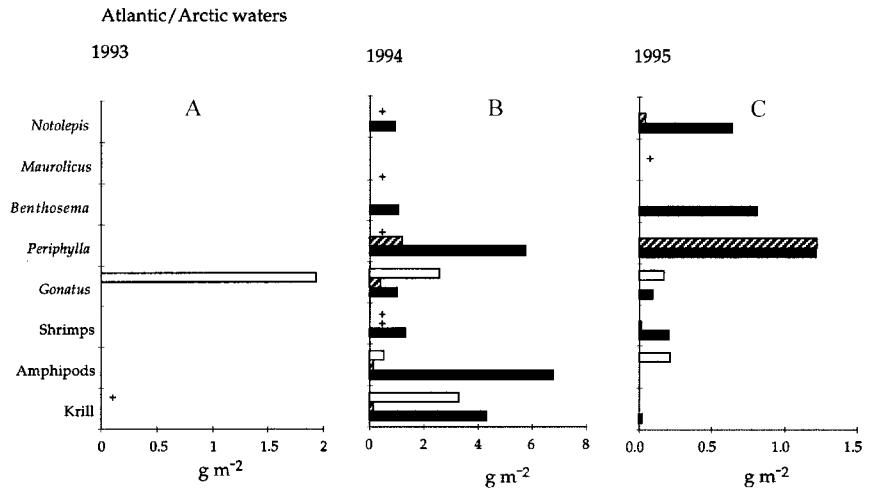 Atlantic/Arctic waters
1993
1994
1995
A
B
C
Notolepis
Maurolicus
Benthosema
Periphylla
Gonatus
Shrimps
Amphipods
Krill
+
+
+
+
+
+
+
0 0.5 1 1.5 2
0 2 4 6 8
0.0 0.5 1.0 1.5
g m-2
g m-2
g m-2